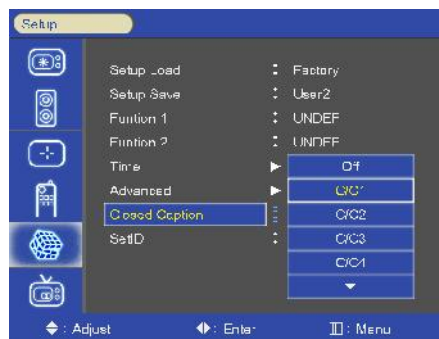 Setup
Setup Load : Factory
Setup Save : User2
Funtion 1 : UNDEF
Funtion 2 : UNDEF
Time Off
Advanced C/C1
Closed Caption C/C2
SetID : C/C3
C/C4
: Adjust : Enter : Menu